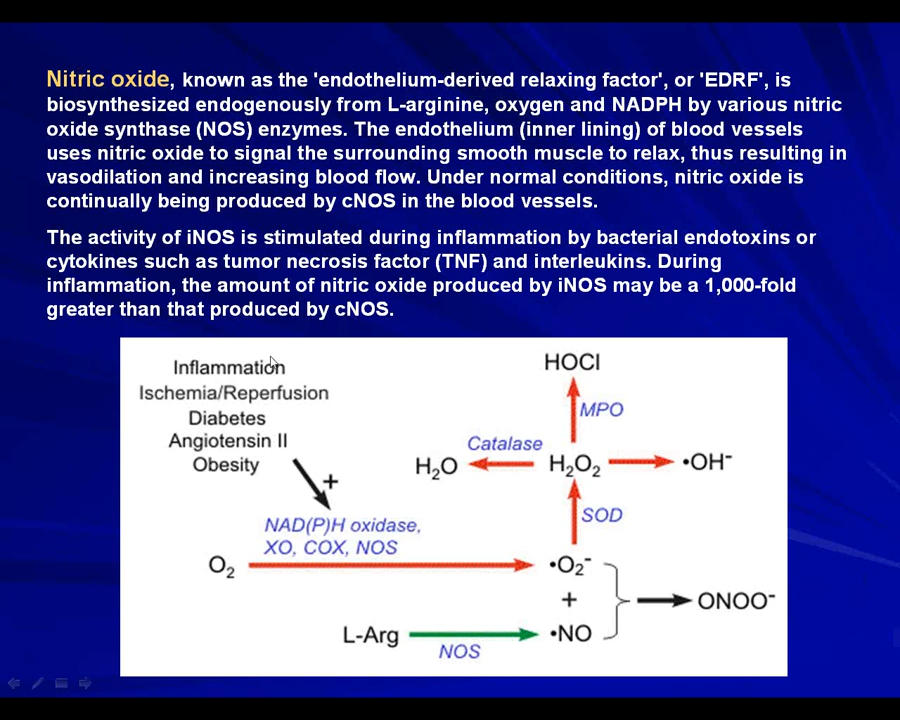 Nitric oxide, known as the 'endothelium-derived relaxing factor', or 'EDRF', is
biosynthesized endogenously from L-arginine, oxygen and NADPH by various nitric
oxide synthase (NOS) enzymes. The endothelium (inner lining) of blood vessels
uses nitric oxide to signal the surrounding smooth muscle to relax, thus resulting in
vasodilation and increasing blood flow. Under normal conditions, nitric oxide is
continually being produced by cNOS in the blood vessels.
The activity of iNOS is stimulated during inflammation by bacterial endotoxins or
cytokines such as tumor necrosis factor (TNF) and interleukins. During
inflammation, the amount of nitric oxide produced by iNOS may be a 1,000-fold
greater than that produced by cNOS.
Inflammation
Ischemia/Reperfusion
Diabetes
Angiotensin II
Obesity
+
NAD(P)H oxidase,
XO, COX, NOS
HOCl
MPO
Catalase
H₂O
H₂O₂
•OH⁻
SOD
O₂
•O₂⁻
+
ONOO⁻
L-Arg
•NO
NOS